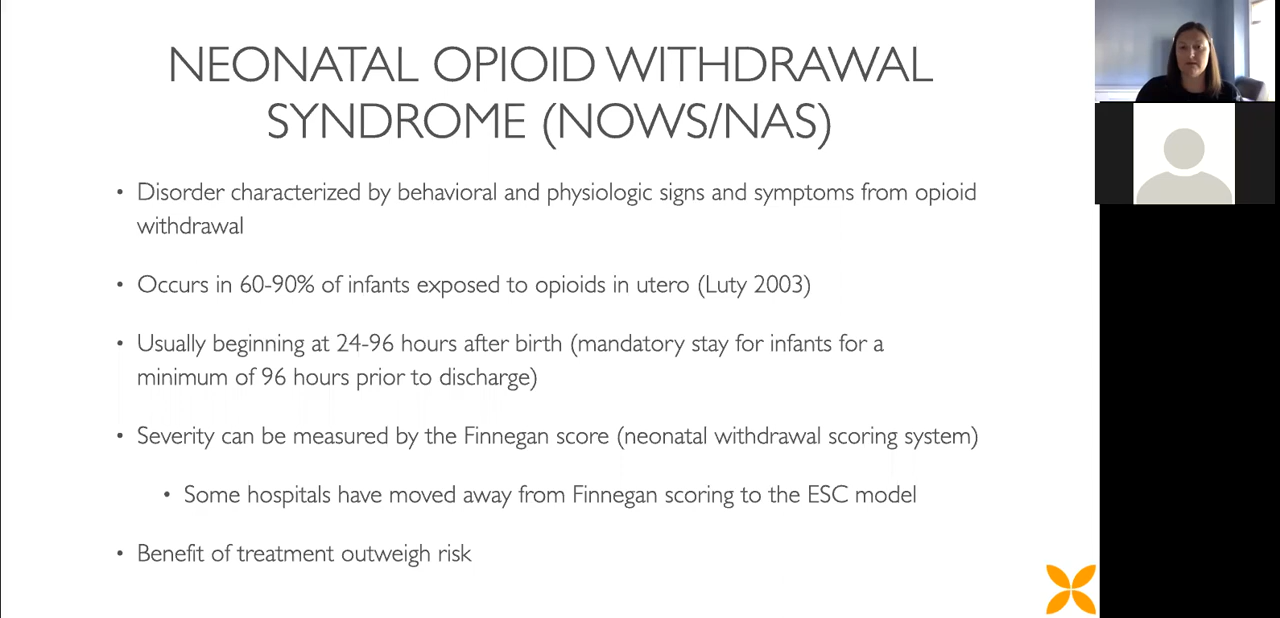 NEONATAL OPIOID WITHDRAWAL
SYNDROME (NOWS/NAS)
• Disorder characterized by behavioral and physiologic signs and symptoms from opioid
withdrawal
• Occurs in 60-90% of infants exposed to opioids in utero (Luty 2003)
• Usually beginning at 24-96 hours after birth (mandatory stay for infants for a
minimum of 96 hours prior to discharge)
• Severity can be measured by the Finnegan score (neonatal withdrawal scoring system)
• Some hospitals have moved away from Finnegan scoring to the ESC model
• Benefit of treatment outweigh risk